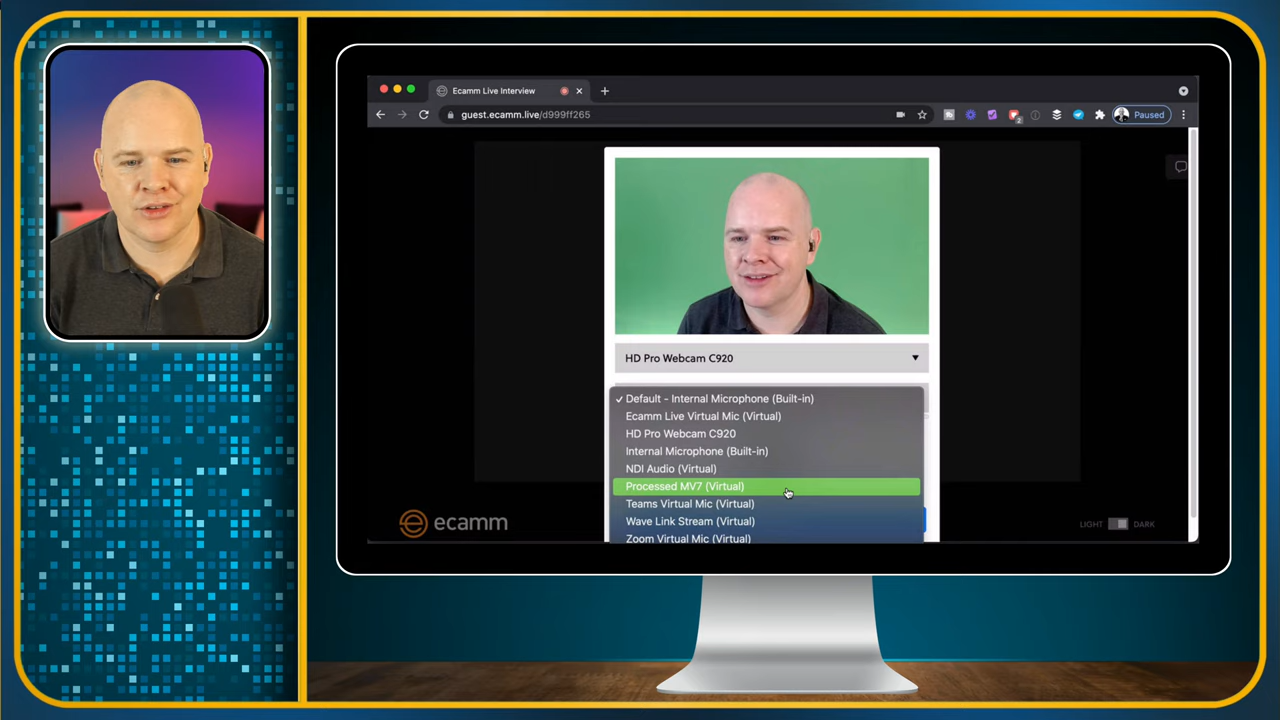 Ecamm Live Interview
guest.ecamm.live/d999ff265
2
Paused
HD Pro Webcam C920
✓ Default - Internal Microphone (Built-in)
Ecamm Live Virtual Mic (Virtual)
HD Pro Webcam C920
Internal Microphone (Built-in)
NDI Audio (Virtual)
Processed MV7 (Virtual)
Teams Virtual Mic (Virtual)
Wave Link Stream (Virtual)
Zoom Virtual Mic (Virtual)
ecamm
LIGHT DARK